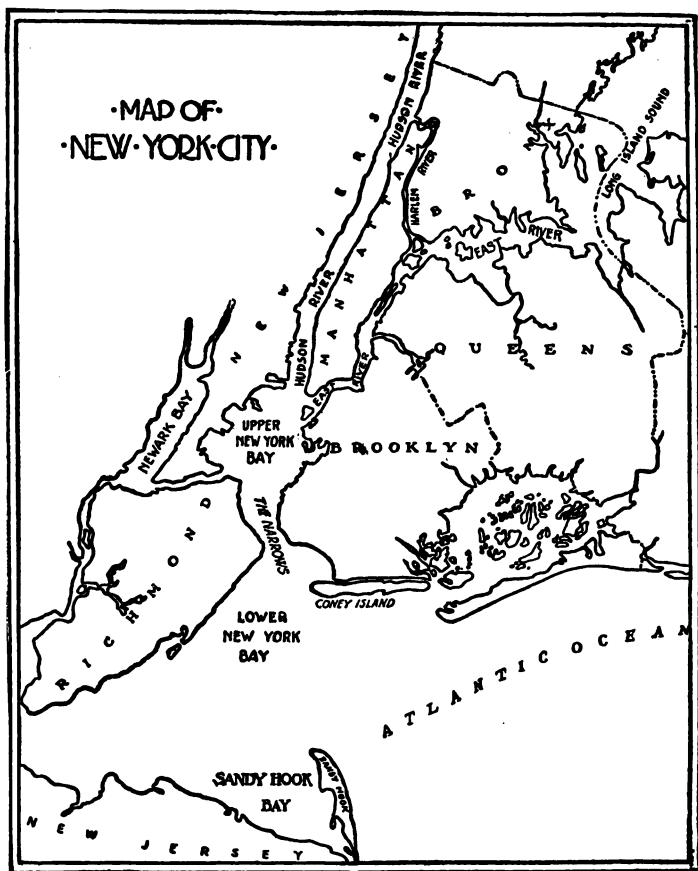 ·MAP OF·
·NEW·YORK·CITY·
NEW JERSEY
HUDSON RIVER
HUDSON RIVER
MANHATTAN
HARLEM RIVER
BRONX
LONG ISLAND SOUND
EAST RIVER
QUEENS
EAST RIVER
NEWARK BAY
UPPER
NEW YORK
BAY
BROOKLYN
THE NARROWS
RICHMOND
CONEY ISLAND
LOWER
NEW YORK
BAY
ATLANTIC OCEAN
SANDY HOOK
BAY
SANDY HOOK
NEW JERSEY